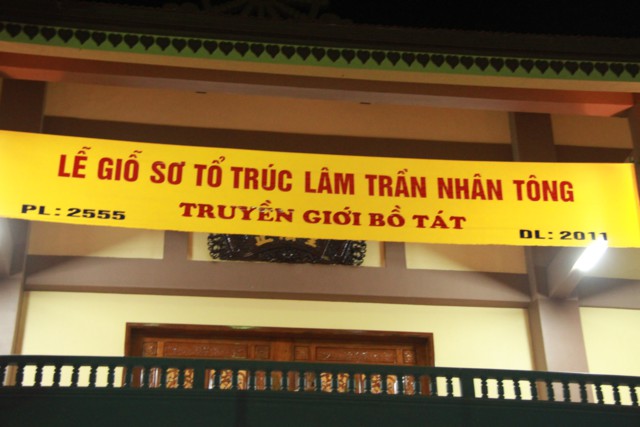 LỄ GIỖ SƠ TỔ TRÚC LÂM TRẦN NHÂN TÔNG
TRUYỀN GIỚI BỒ TÁT
PL: 2555
DL: 2011